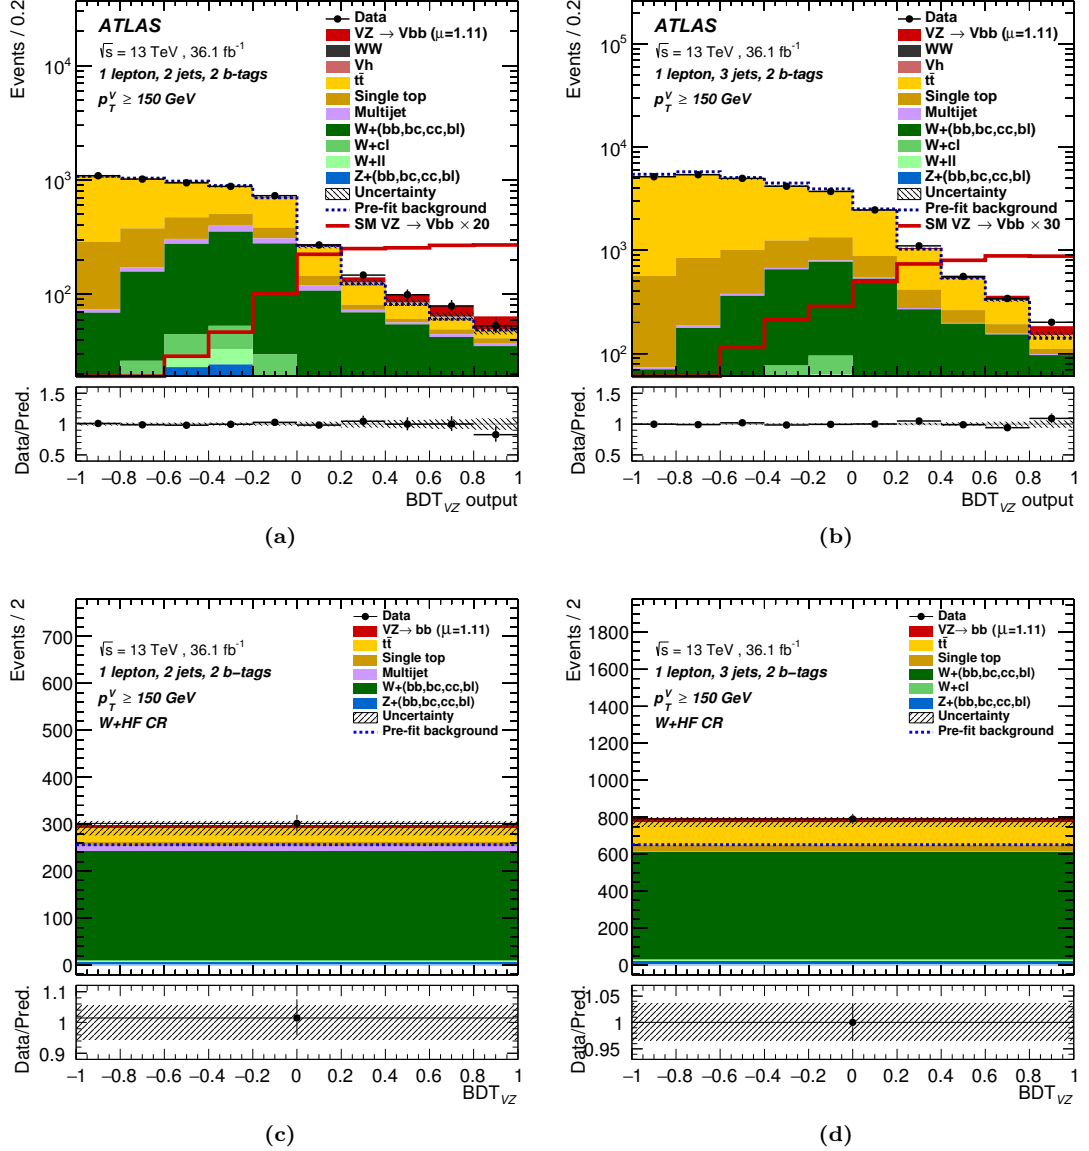 Events / 0.2
10⁴
10³
10²
ATLAS
√s = 13 TeV , 36.1 fb⁻¹
1 lepton, 2 jets, 2 b-tags
p_T^V ≥ 150 GeV
Data
VZ → Vbb (μ=1.11)
WW
Vh
tt̄
Single top
Multijet
W+(bb,bc,cc,bl)
W+cl
W+ll
Z+(bb,bc,cc,bl)
Uncertainty
Pre-fit background
SM VZ → Vbb × 20
Data/Pred.
1.5
1
0.5
−1 −0.8 −0.6 −0.4 −0.2 0 0.2 0.4 0.6 0.8 1
BDT_VZ output
(a)
Events / 0.2
10⁵
10⁴
10³
10²
ATLAS
√s = 13 TeV , 36.1 fb⁻¹
1 lepton, 3 jets, 2 b-tags
p_T^V ≥ 150 GeV
Data
VZ → Vbb (μ=1.11)
WW
Vh
tt̄
Single top
Multijet
W+(bb,bc,cc,bl)
W+cl
W+ll
Z+(bb,bc,cc,bl)
Uncertainty
Pre-fit background
SM VZ → Vbb × 30
Data/Pred.
1.5
1
0.5
−1 −0.8 −0.6 −0.4 −0.2 0 0.2 0.4 0.6 0.8 1
BDT_VZ output
(b)
Events / 2
700
600
500
400
300
200
100
0
√s = 13 TeV , 36.1 fb⁻¹
1 lepton, 2 jets, 2 b−tags
p_T^V ≥ 150 GeV
W+HF CR
Data
VZ→ bb (μ=1.11)
tt̄
Single top
Multijet
W+(bb,bc,cc,bl)
Z+(bb,bc,cc,bl)
Uncertainty
Pre-fit background
Data/Pred.
1.1
1
0.9
−1 −0.8 −0.6 −0.4 −0.2 0 0.2 0.4 0.6 0.8 1
BDT_VZ
(c)
Events / 2
1800
1600
1400
1200
1000
800
600
400
200
0
√s = 13 TeV , 36.1 fb⁻¹
1 lepton, 3 jets, 2 b−tags
p_T^V ≥ 150 GeV
W+HF CR
Data
VZ→ bb (μ=1.11)
tt̄
Single top
W+(bb,bc,cc,bl)
W+cl
Z+(bb,bc,cc,bl)
Uncertainty
Pre-fit background
Data/Pred.
1.05
1
0.95
−1 −0.8 −0.6 −0.4 −0.2 0 0.2 0.4 0.6 0.8 1
BDT_VZ
(d)